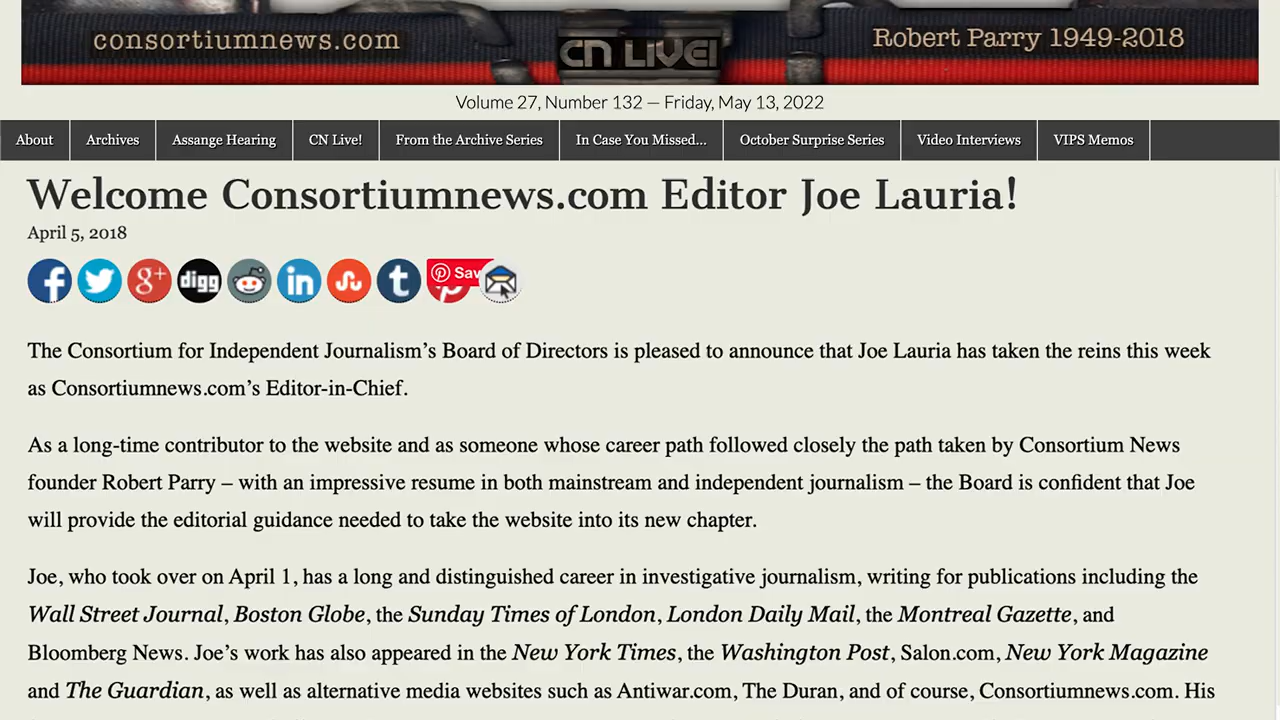 consortiumnews.com
CN LIVE!
Robert Parry 1949-2018
Volume 27, Number 132 — Friday, May 13, 2022
About Archives Assange Hearing CN Live! From the Archive Series In Case You Missed... October Surprise Series Video Interviews VIPS Memos
Welcome Consortiumnews.com Editor Joe Lauria!
April 5, 2018
digg Sav
The Consortium for Independent Journalism’s Board of Directors is pleased to announce that Joe Lauria has taken the reins this week
as Consortiumnews.com’s Editor-in-Chief.
As a long-time contributor to the website and as someone whose career path followed closely the path taken by Consortium News
founder Robert Parry – with an impressive resume in both mainstream and independent journalism – the Board is confident that Joe
will provide the editorial guidance needed to take the website into its new chapter.
Joe, who took over on April 1, has a long and distinguished career in investigative journalism, writing for publications including the
Wall Street Journal, Boston Globe, the Sunday Times of London, London Daily Mail, the Montreal Gazette, and
Bloomberg News. Joe’s work has also appeared in the New York Times, the Washington Post, Salon.com, New York Magazine
and The Guardian, as well as alternative media websites such as Antiwar.com, The Duran, and of course, Consortiumnews.com. His